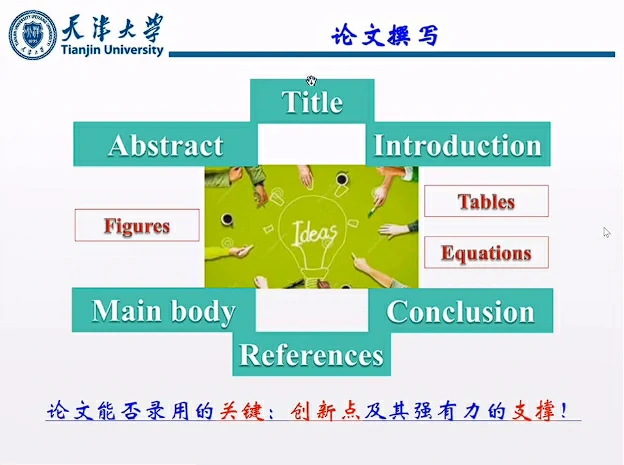 天津大学
Tianjin University
论文撰写
Title
Abstract
Introduction
Figures
Ideas
Tables
Equations
Main body
Conclusion
References
论文能否录用的关键：创新点及其强有力的支撑！